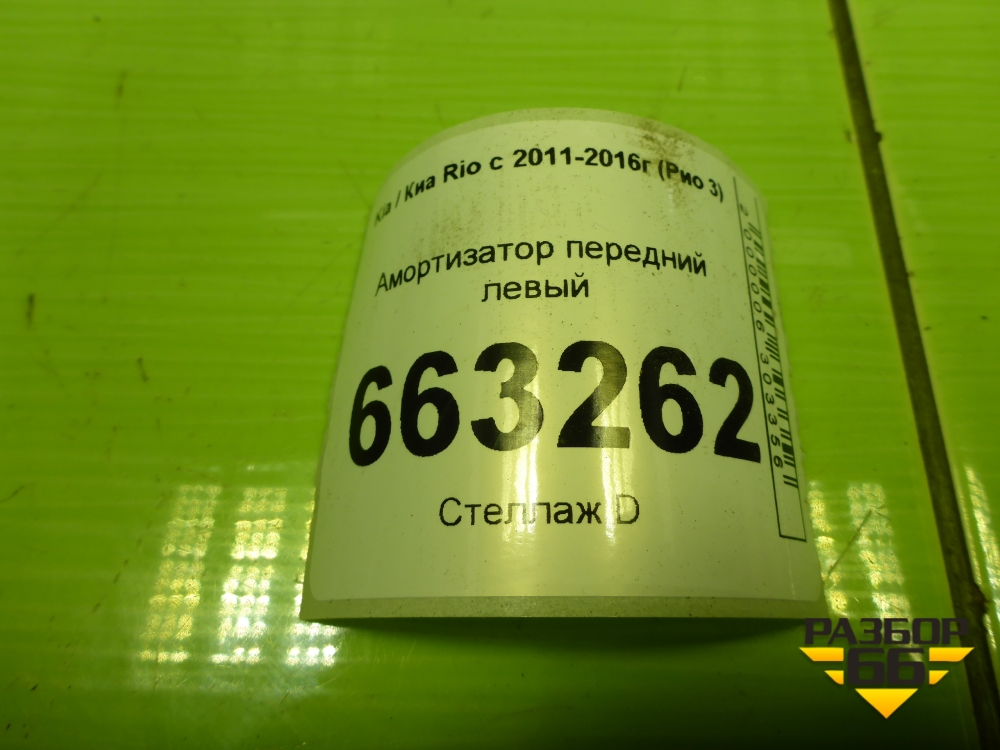 Kia / Киа Rio с 2011-2016г (Рио 3)
Амортизатор передний
левый
663262
Стеллаж D
2000006303356
РАЗБОР
66